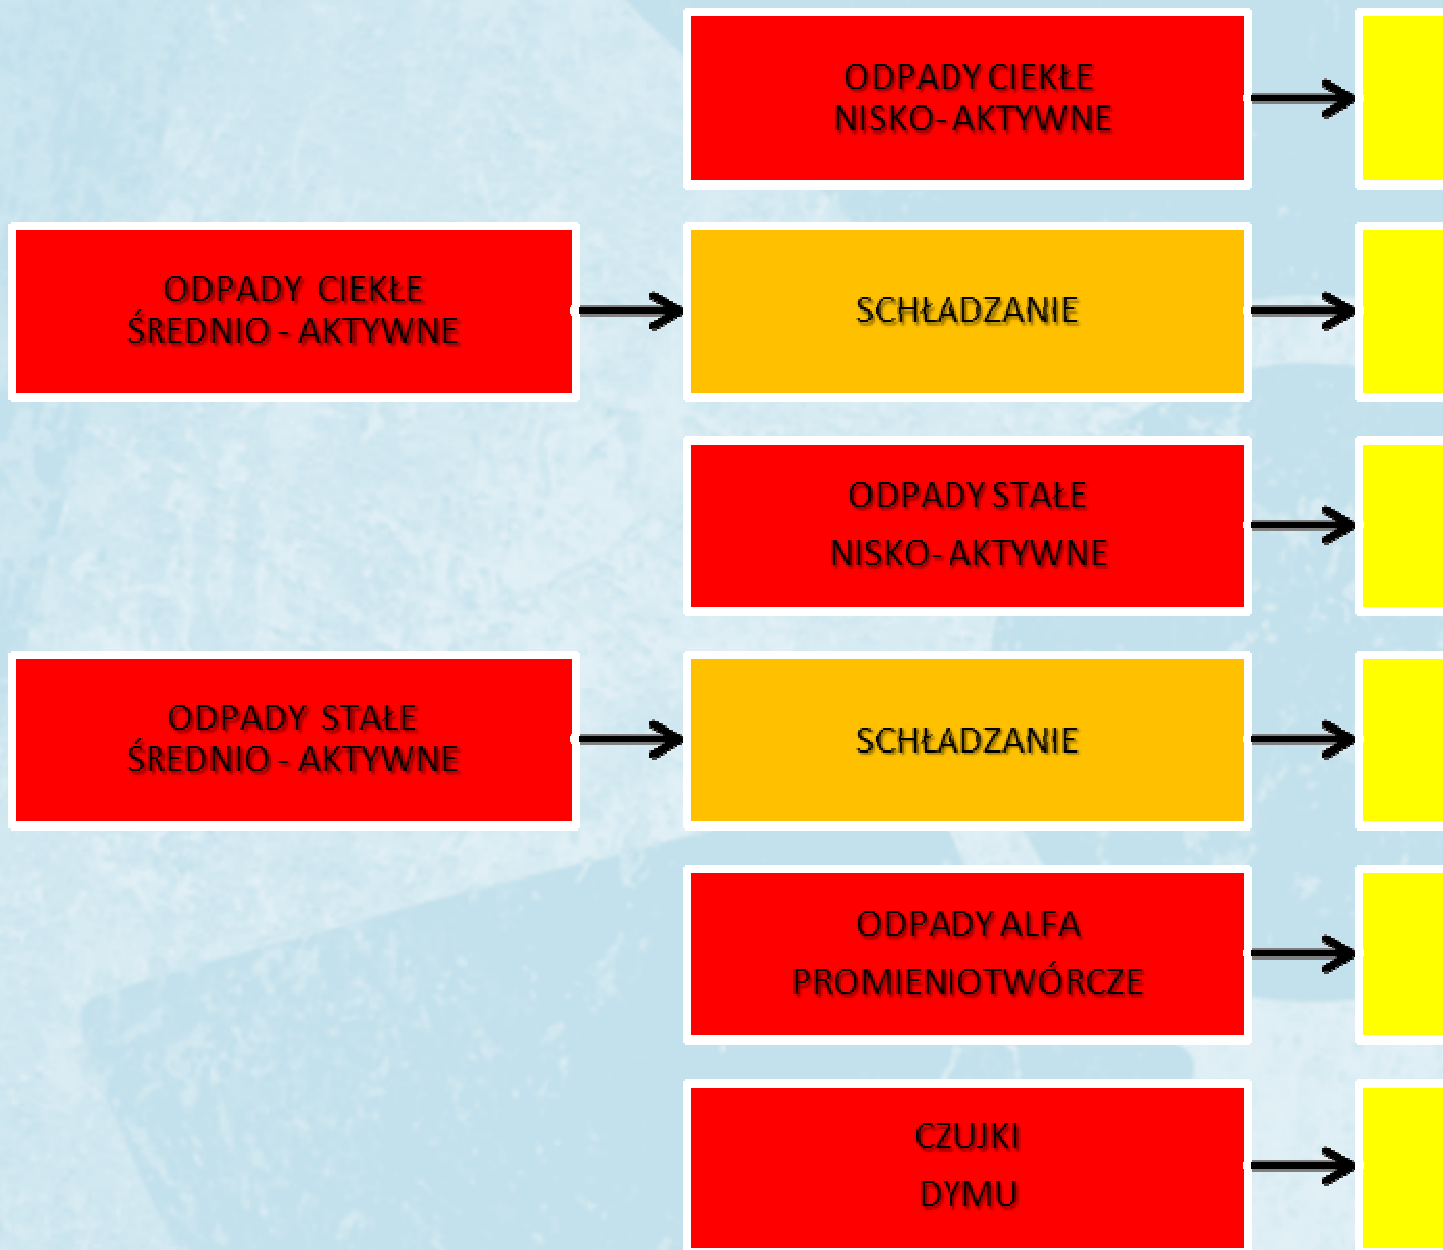 ODPADY CIEKŁE
NISKO- AKTYWNE
ODPADY CIEKŁE
ŚREDNIO - AKTYWNE
SCHŁADZANIE
ODPADY STAŁE
NISKO- AKTYWNE
ODPADY STAŁE
ŚREDNIO - AKTYWNE
SCHŁADZANIE
ODPADY ALFA
PROMIENIOTWÓRCZE
CZUJKI
DYMU